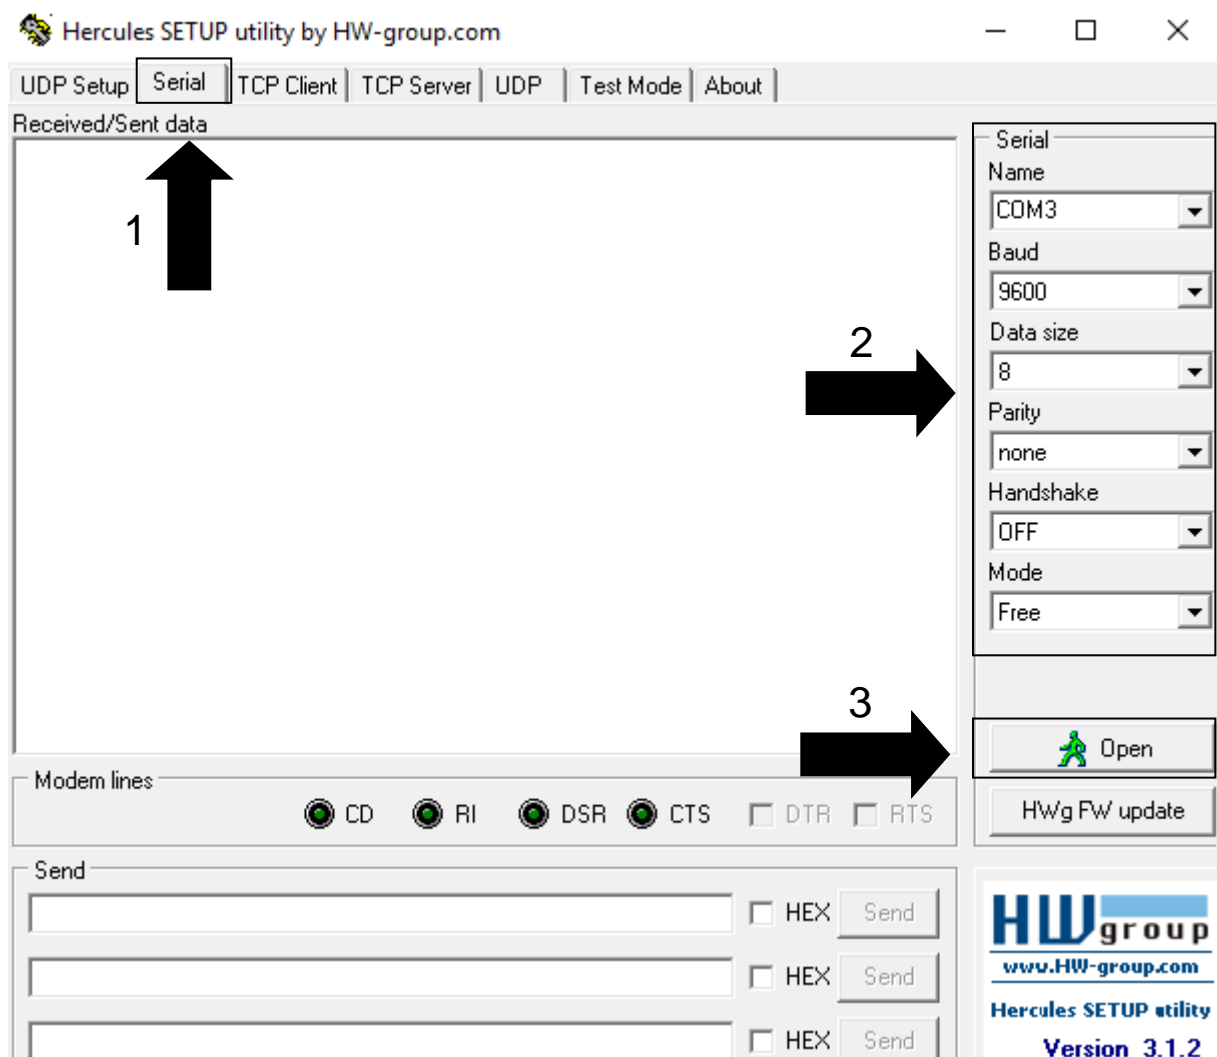 Hercules SETUP utility by HW-group.com
UDP Setup Serial TCP Client TCP Server UDP Test Mode About
Received/Sent data
1
2
3
Serial
Name
COM3
Baud
9600
Data size
8
Parity
none
Handshake
OFF
Mode
Free
Open
HWg FW update
Modem lines
CD RI DSR CTS DTR RTS
Send
HEX Send
HEX Send
HEX Send
HW group
www.HW-group.com
Hercules SETUP utility
Version 3.1.2